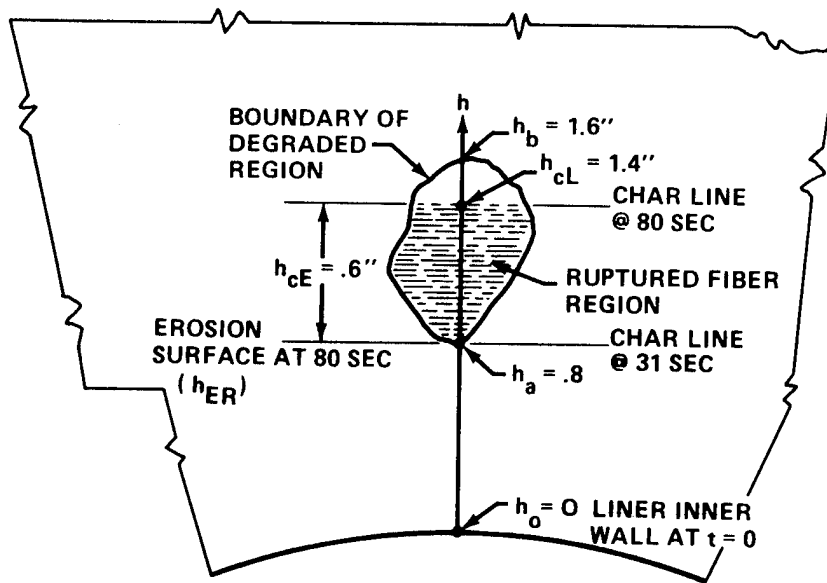 h
BOUNDARY OF
DEGRADED
REGION
h_b = 1.6"
h_cL = 1.4"
CHAR LINE
@ 80 SEC
h_cE = .6"
RUPTURED FIBER
REGION
EROSION
SURFACE AT 80 SEC
(h_ER)
CHAR LINE
@ 31 SEC
h_a = .8
h_o = O LINER INNER
WALL AT t = 0